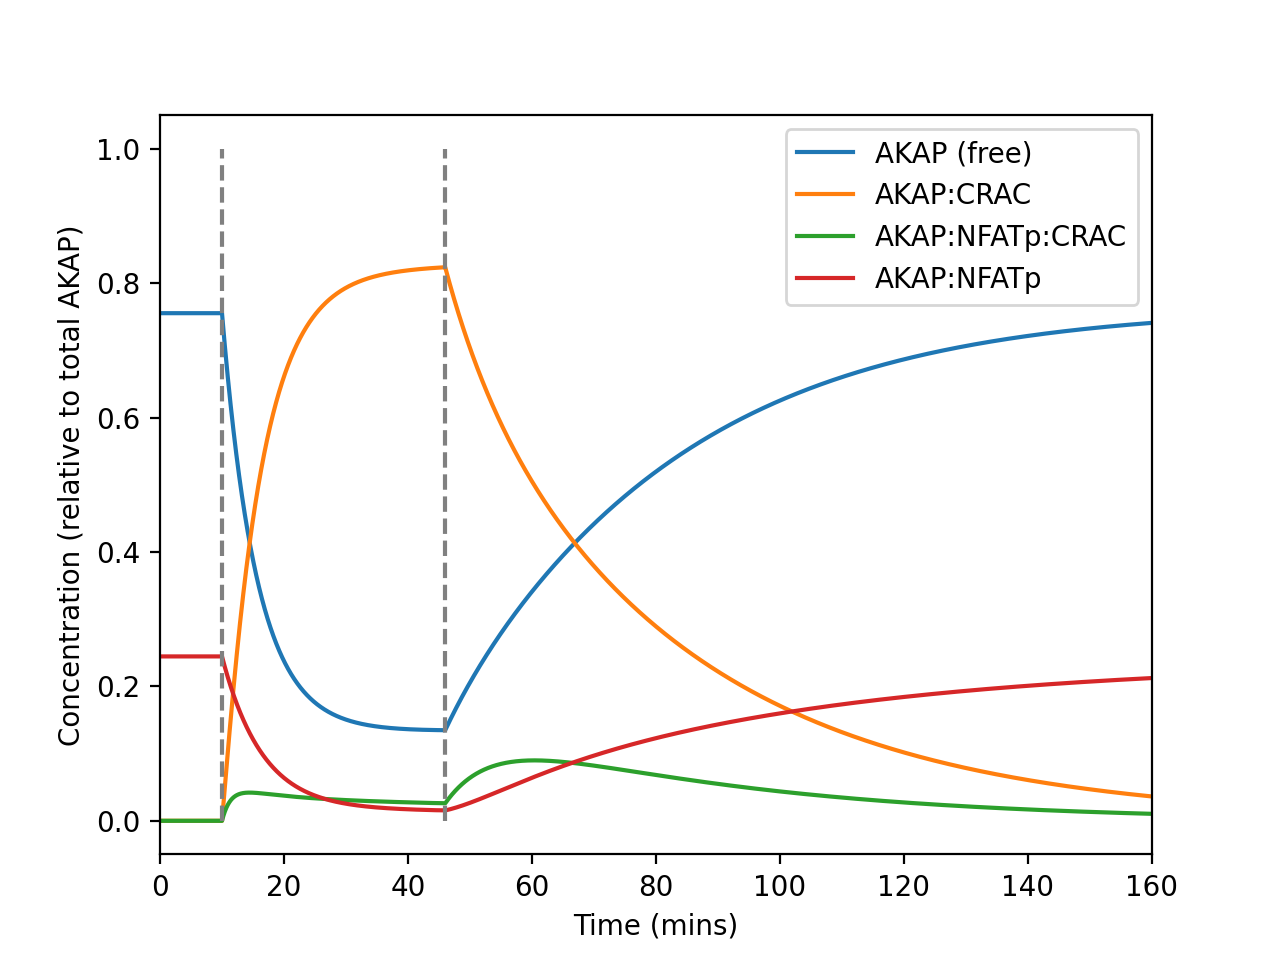 1.0
0.8
0.6
0.4
0.2
0.0
Concentration (relative to total AKAP)
AKAP (free)
AKAP:CRAC
AKAP:NFATp:CRAC
AKAP:NFATp
0 20 40 60 80 100 120 140 160
Time (mins)